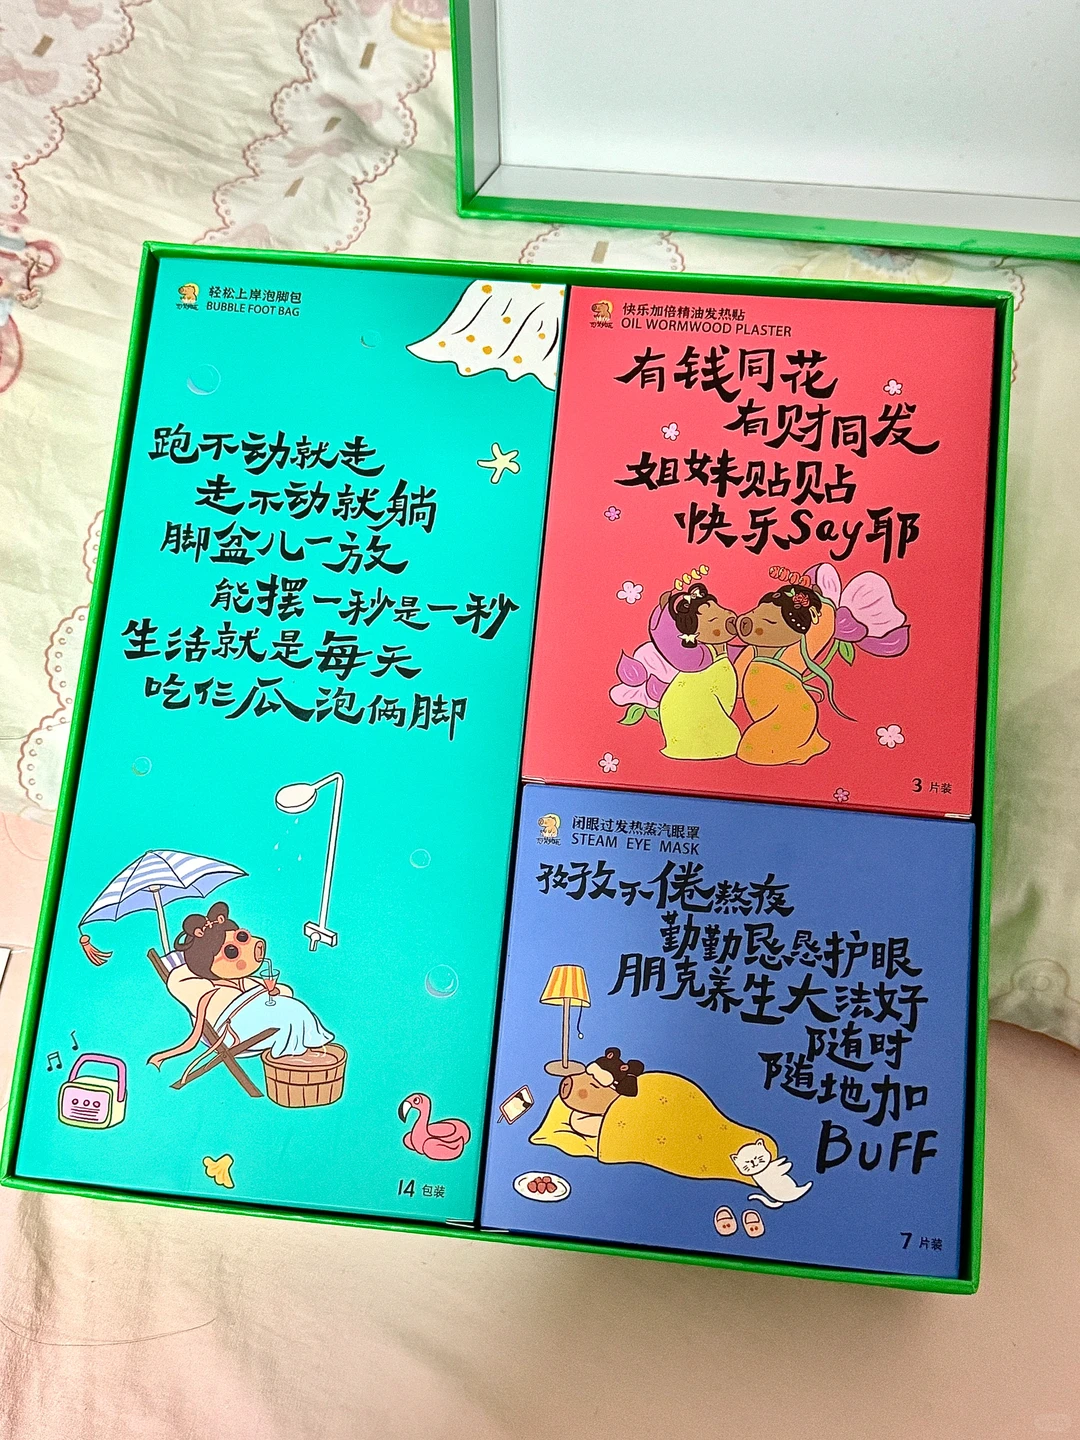 轻松上岸泡脚包
BUBBLE FOOT BAG
跑不动就走
走不动就躺
脚盆儿一放
能摆一秒是一秒
生活就是每天
吃仨瓜泡俩脚
14 包装
快乐加倍精油发热贴
OIL WORMWOOD PLASTER
有钱同花
有财同发
姐妹贴贴
快乐Say耶
3 片装
闭眼过发热蒸汽眼罩
STEAM EYE MASK
孜孜不倦熬夜
勤勤恳恳护眼
朋克养生大法好
随时
随地加
BUFF
7 片装